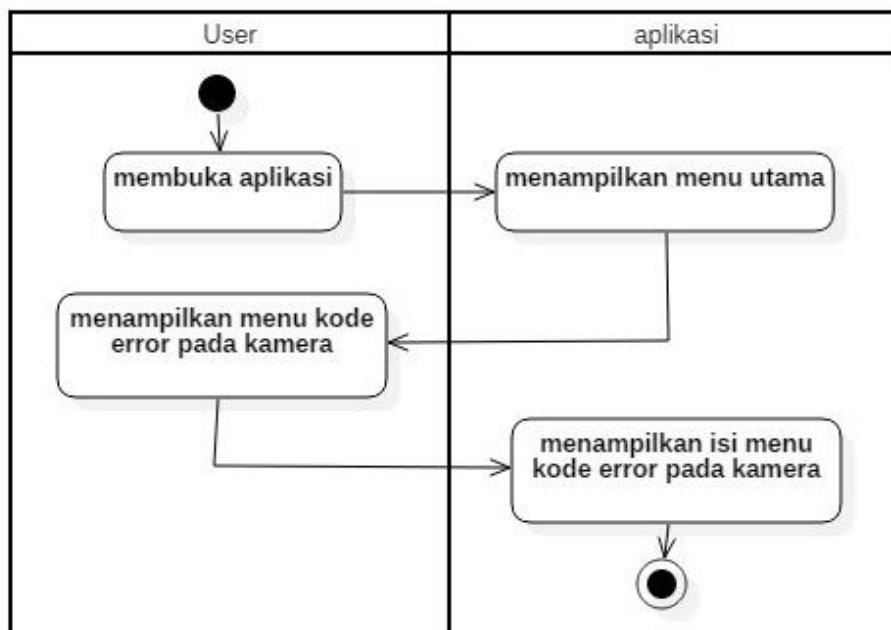 User
aplikasi
membuka aplikasi
menampilkan menu utama
menampilkan menu kode
error pada kamera
menampilkan isi menu
kode error pada kamera